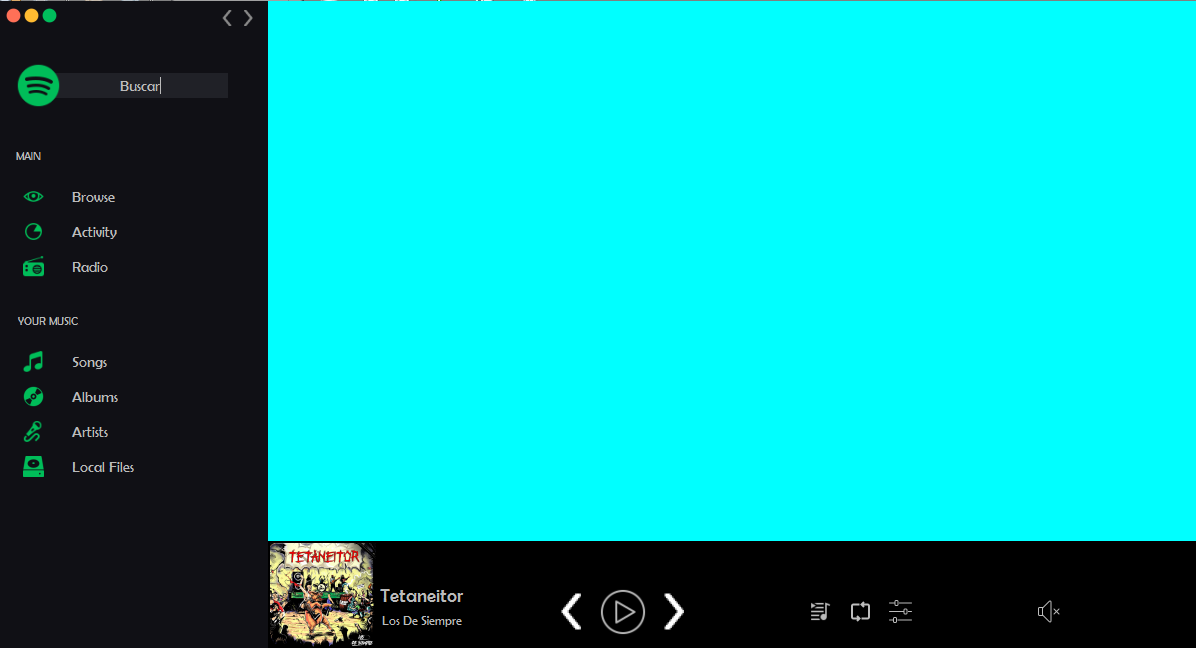 Buscar
MAIN
Browse
Activity
Radio
YOUR MUSIC
Songs
Albums
Artists
Local Files
TETANEITOR
Tetaneitor
Los De Siempre